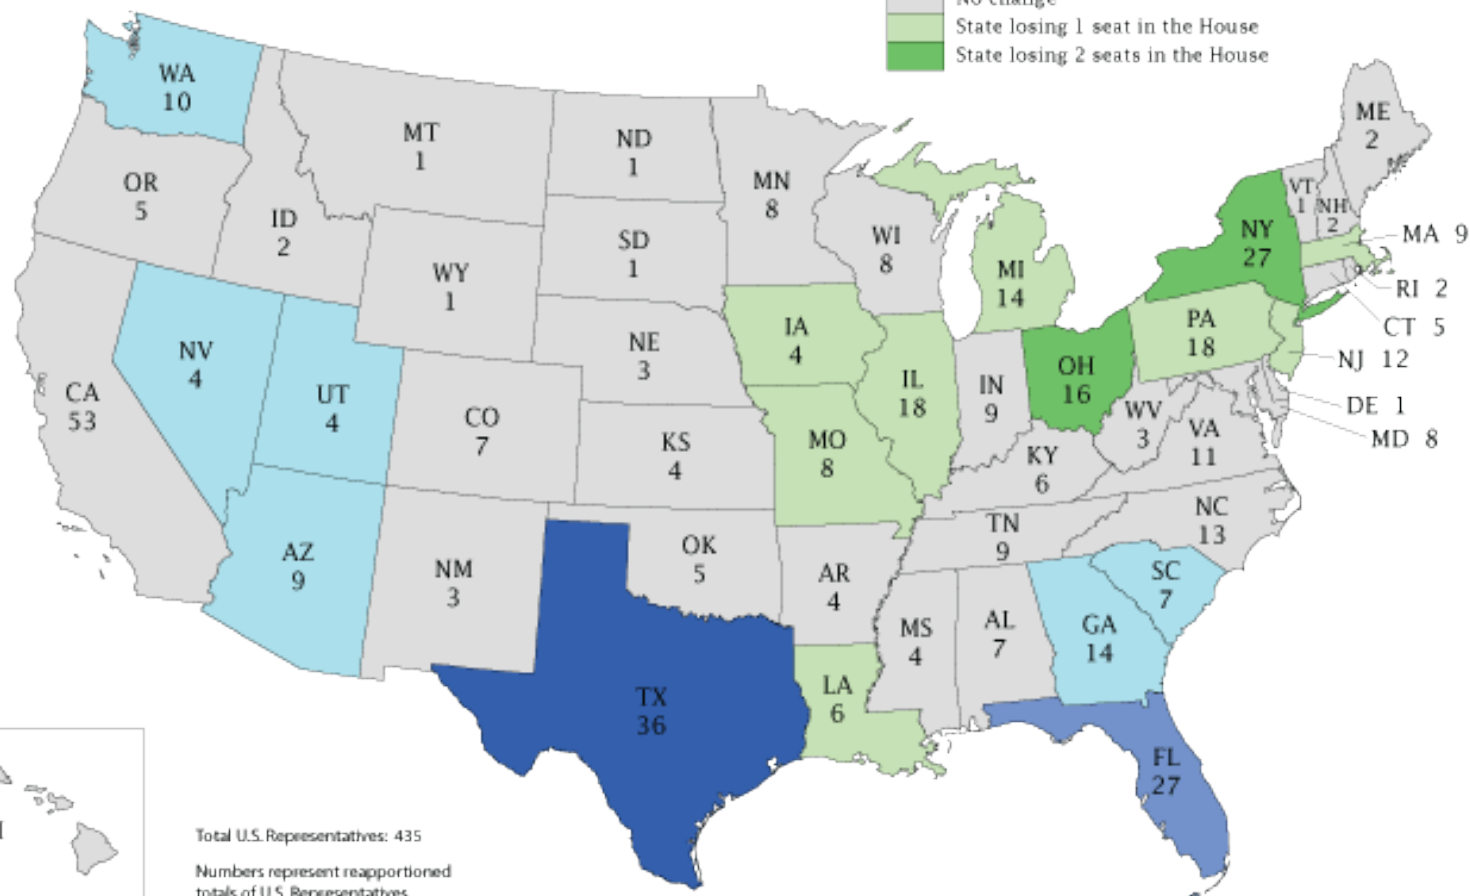 No change
State losing 1 seat in the House
State losing 2 seats in the House
WA
10
MT
1
ND
1
MN
8
ME
2
OR
5
ID
2
WY
1
SD
1
WI
8
MI
14
NY
27
VT
1
NH
2
MA 9
RI 2
CT 5
NJ 12
DE 1
MD 8
NV
4
UT
4
CA
53
CO
7
NE
3
KS
4
IA
4
MO
8
IL
18
IN
9
OH
16
PA
18
WV
3
VA
11
KY
6
NC
13
TN
9
SC
7
AZ
9
NM
3
OK
5
AR
4
MS
4
AL
7
GA
14
TX
36
LA
6
FL
27
Total U.S. Representatives: 435
Numbers represent reapportioned
totals of U.S. Representatives